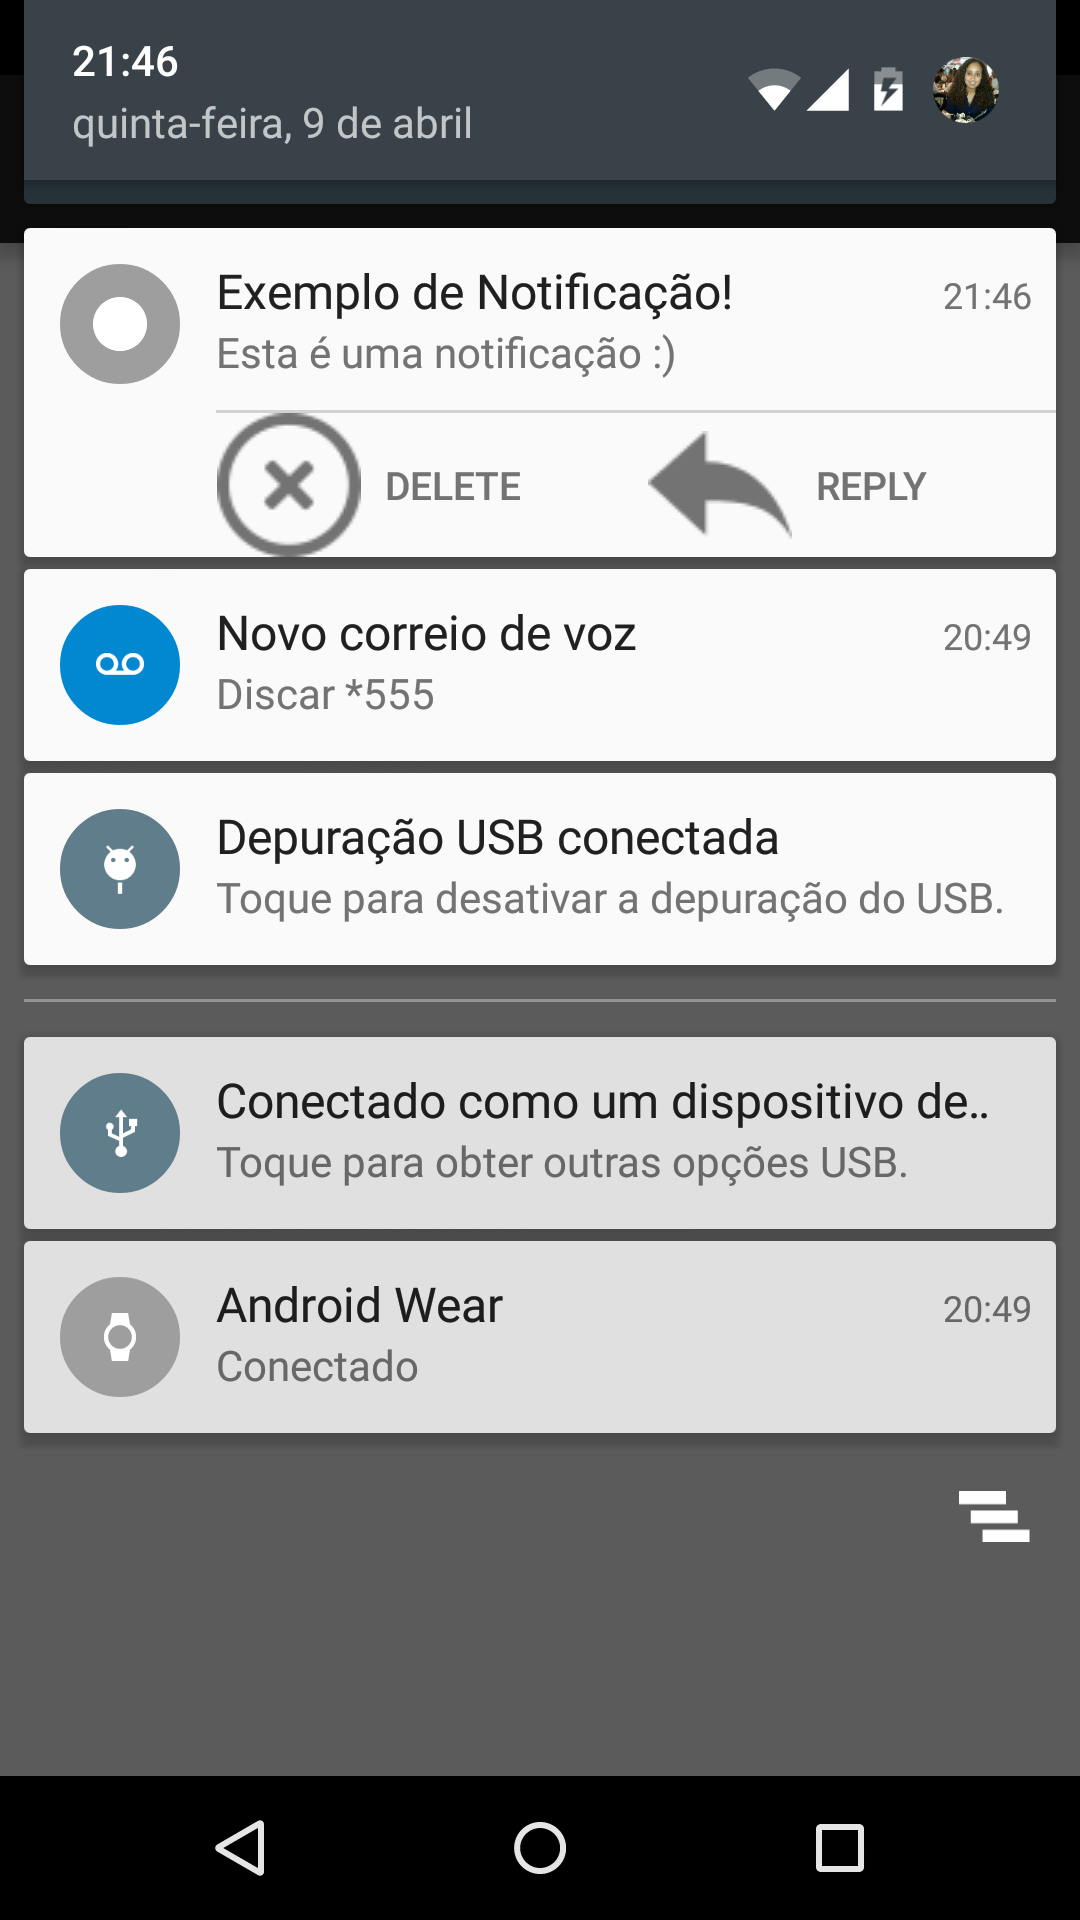 21:46
quinta-feira, 9 de abril
Exemplo de Notificação! 21:46
Esta é uma notificação :)
DELETE REPLY
Novo correio de voz 20:49
Discar *555
Depuração USB conectada
Toque para desativar a depuração do USB.
Conectado como um dispositivo de..
Toque para obter outras opções USB.
Android Wear 20:49
Conectado